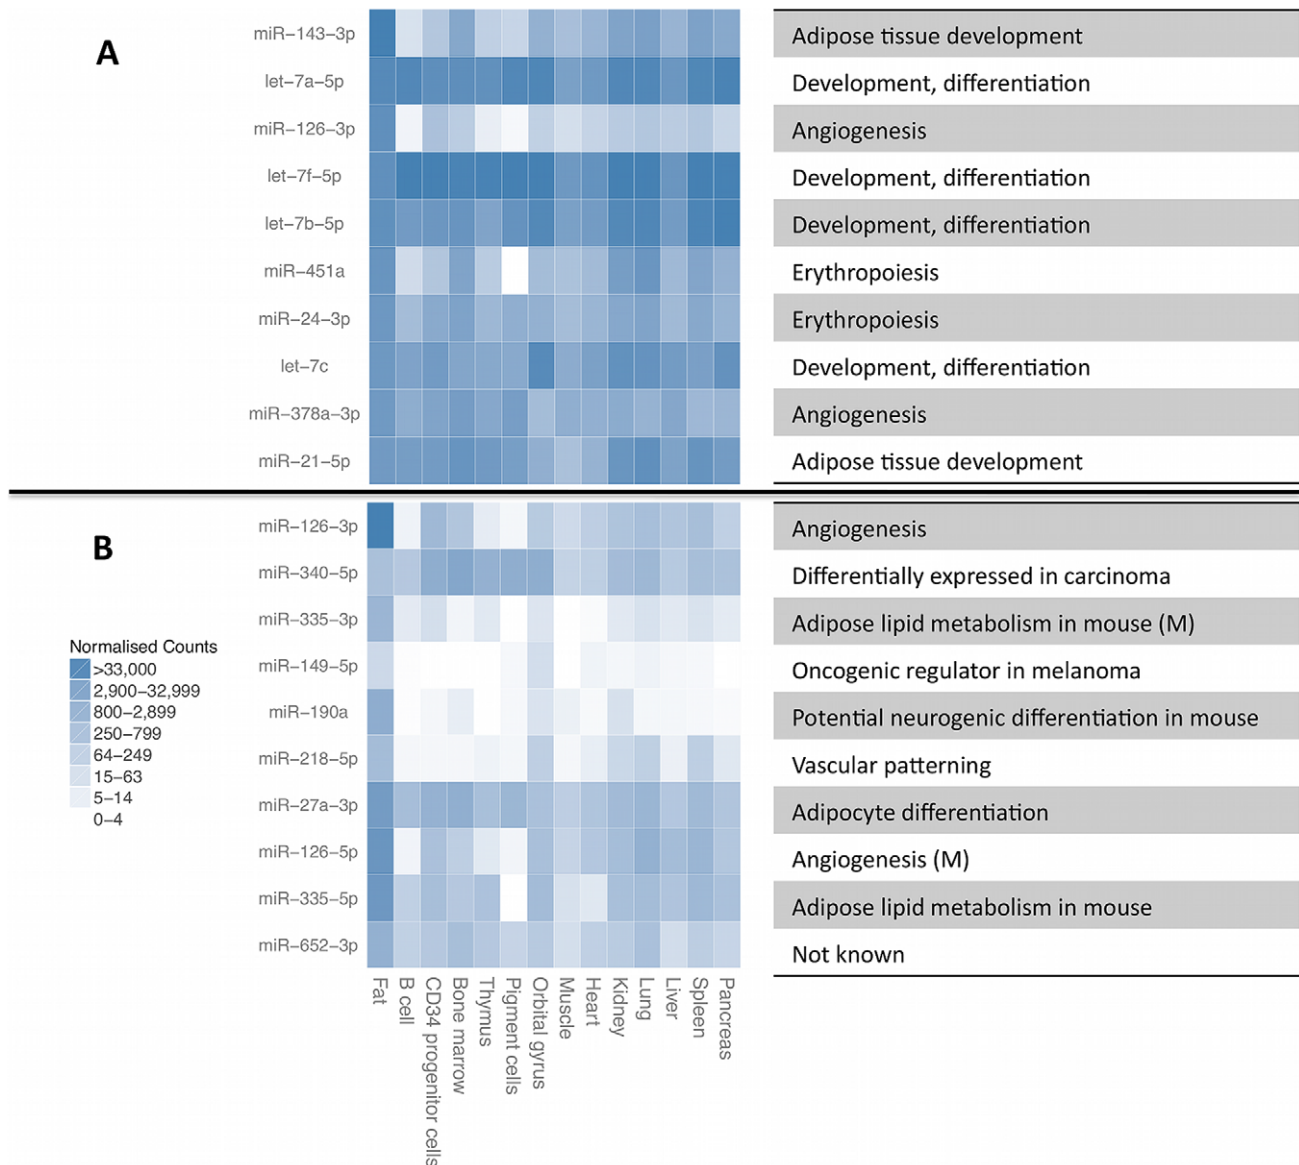 A
miR−143−3p
Adipose tissue development
let−7a−5p
Development, differentiation
miR−126−3p
Angiogenesis
let−7f−5p
Development, differentiation
let−7b−5p
Development, differentiation
miR−451a
Erythropoiesis
miR−24−3p
Erythropoiesis
let−7c
Development, differentiation
miR−378a−3p
Angiogenesis
miR−21−5p
Adipose tissue development
B
miR−126−3p
Angiogenesis
miR−340−5p
Differentially expressed in carcinoma
miR−335−3p
Adipose lipid metabolism in mouse (M)
miR−149−5p
Oncogenic regulator in melanoma
miR−190a
Potential neurogenic differentiation in mouse
miR−218−5p
Vascular patterning
miR−27a−3p
Adipocyte differentiation
miR−126−5p
Angiogenesis (M)
miR−335−5p
Adipose lipid metabolism in mouse
miR−652−3p
Not known
Normalised Counts
>33,000
2,900−32,999
800−2,899
250−799
64−249
15−63
5−14
0−4
Fat
B cell
CD34 progenitor cells
Bone marrow
Thymus
Pigment cells
Orbital gyrus
Muscle
Heart
Kidney
Lung
Liver
Spleen
Pancreas